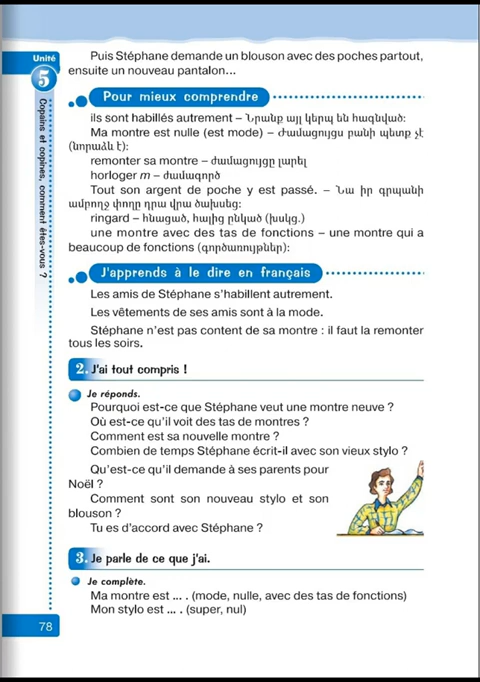 Puis Stéphane demande un blouson avec des poches partout,
ensuite un nouveau pantalon...
Unité
5
Copains et copines, comment êtes-vous ?
Pour mieux comprendre
ils sont habillés autrement – Նրանք այլ կերպ են հագնված:
Ma montre est nulle (est mode) – Ժամացույցս բանի պետք չէ
(նորաձև է):
remonter sa montre – ժամացույցը լարել
horloger m – ժամագործ
Tout son argent de poche y est passé. – Նա իր գրպանի
ամբողջ փողը դրա վրա ծախսեց:
ringard – հնացած, հալից ընկած (խսկց.)
une montre avec des tas de fonctions – une montre qui a
beaucoup de fonctions (գործառույթներ):
J'apprends à le dire en français
Les amis de Stéphane s'habillent autrement.
Les vêtements de ses amis sont à la mode.
Stéphane n'est pas content de sa montre : il faut la remonter
tous les soirs.
2. J'ai tout compris !
Je réponds.
Pourquoi est-ce que Stéphane veut une montre neuve ?
Où est-ce qu'il voit des tas de montres ?
Comment est sa nouvelle montre ?
Combien de temps Stéphane écrit-il avec son vieux stylo ?
Qu'est-ce qu'il demande à ses parents pour
Noël ?
Comment sont son nouveau stylo et son
blouson ?
Tu es d'accord avec Stéphane ?
3. Je parle de ce que j'ai.
Je complète.
Ma montre est ... . (mode, nulle, avec des tas de fonctions)
Mon stylo est ... . (super, nul)
78